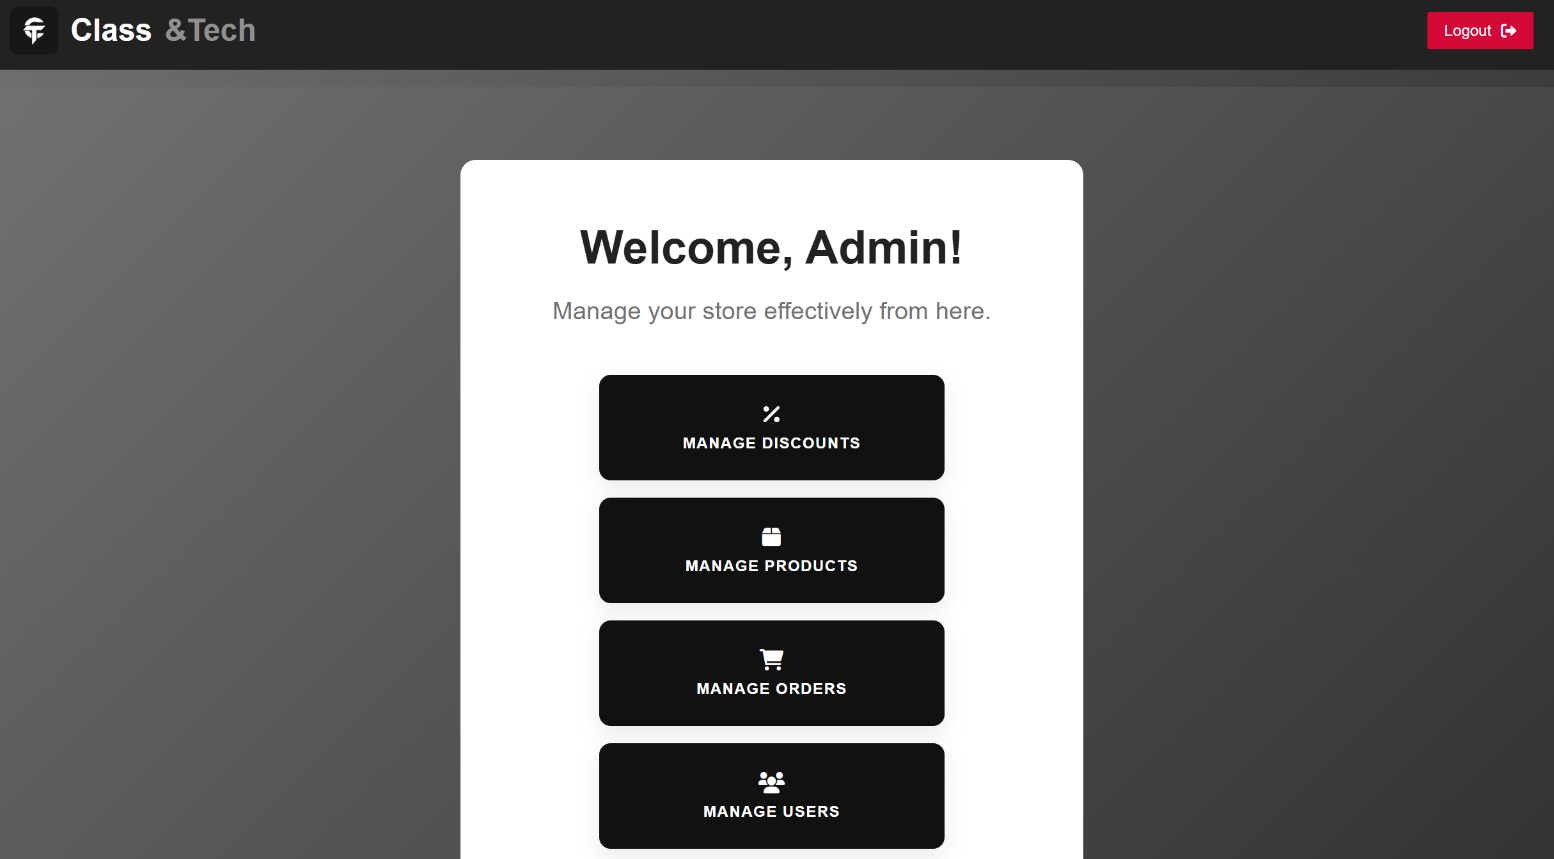 Class &Tech
Logout
Welcome, Admin!
Manage your store effectively from here.
MANAGE DISCOUNTS
MANAGE PRODUCTS
MANAGE ORDERS
MANAGE USERS